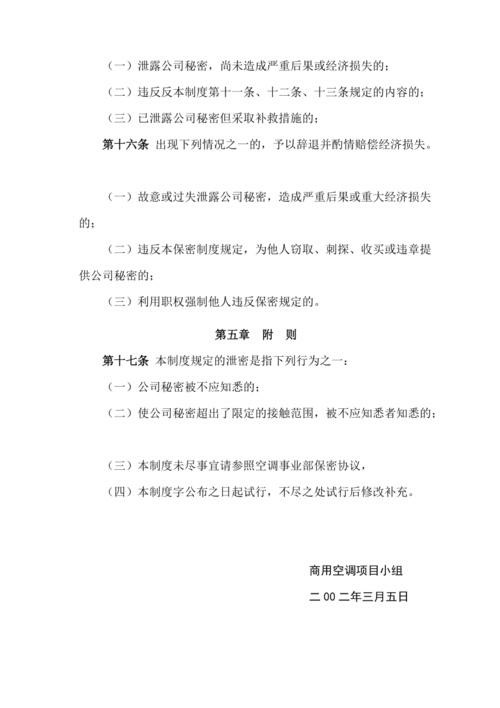 （一）泄露公司秘密，尚未造成严重后果或经济损失的；
（二）违反反本制度第十一条、十二条、十三条规定的内容的；
（三）已泄露公司秘密但采取补救措施的；
第十六条 出现下列情况之一的，予以辞退并酌情赔偿经济损失。
（一）故意或过失泄露公司秘密，造成严重后果或重大经济损失
的；
（二）违反本保密制度规定，为他人窃取、刺探、收买或违章提
供公司秘密的；
（三）利用职权强制他人违反保密规定的。
第五章 附 则
第十七条 本制度规定的泄密是指下列行为之一：
（一）公司秘密被不应知悉的；
（二）使公司秘密超出了限定的接触范围，被不应知悉者知悉的；
（三）本制度未尽事宜请参照空调事业部保密协议，
（四）本制度字公布之日起试行，不尽之处试行后修改补充。
商用空调项目小组
二00二年三月五日